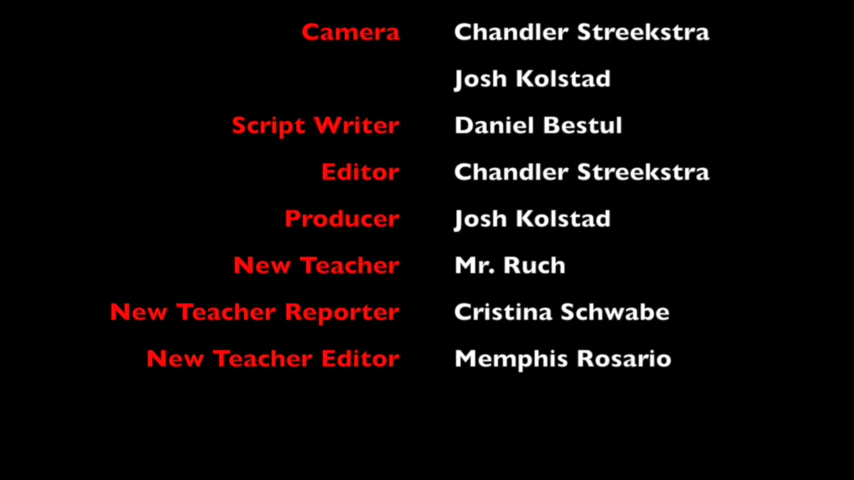 Camera Chandler Streekstra
Josh Kolstad
Script Writer Daniel Bestul
Editor Chandler Streekstra
Producer Josh Kolstad
New Teacher Mr. Ruch
New Teacher Reporter Cristina Schwabe
New Teacher Editor Memphis Rosario